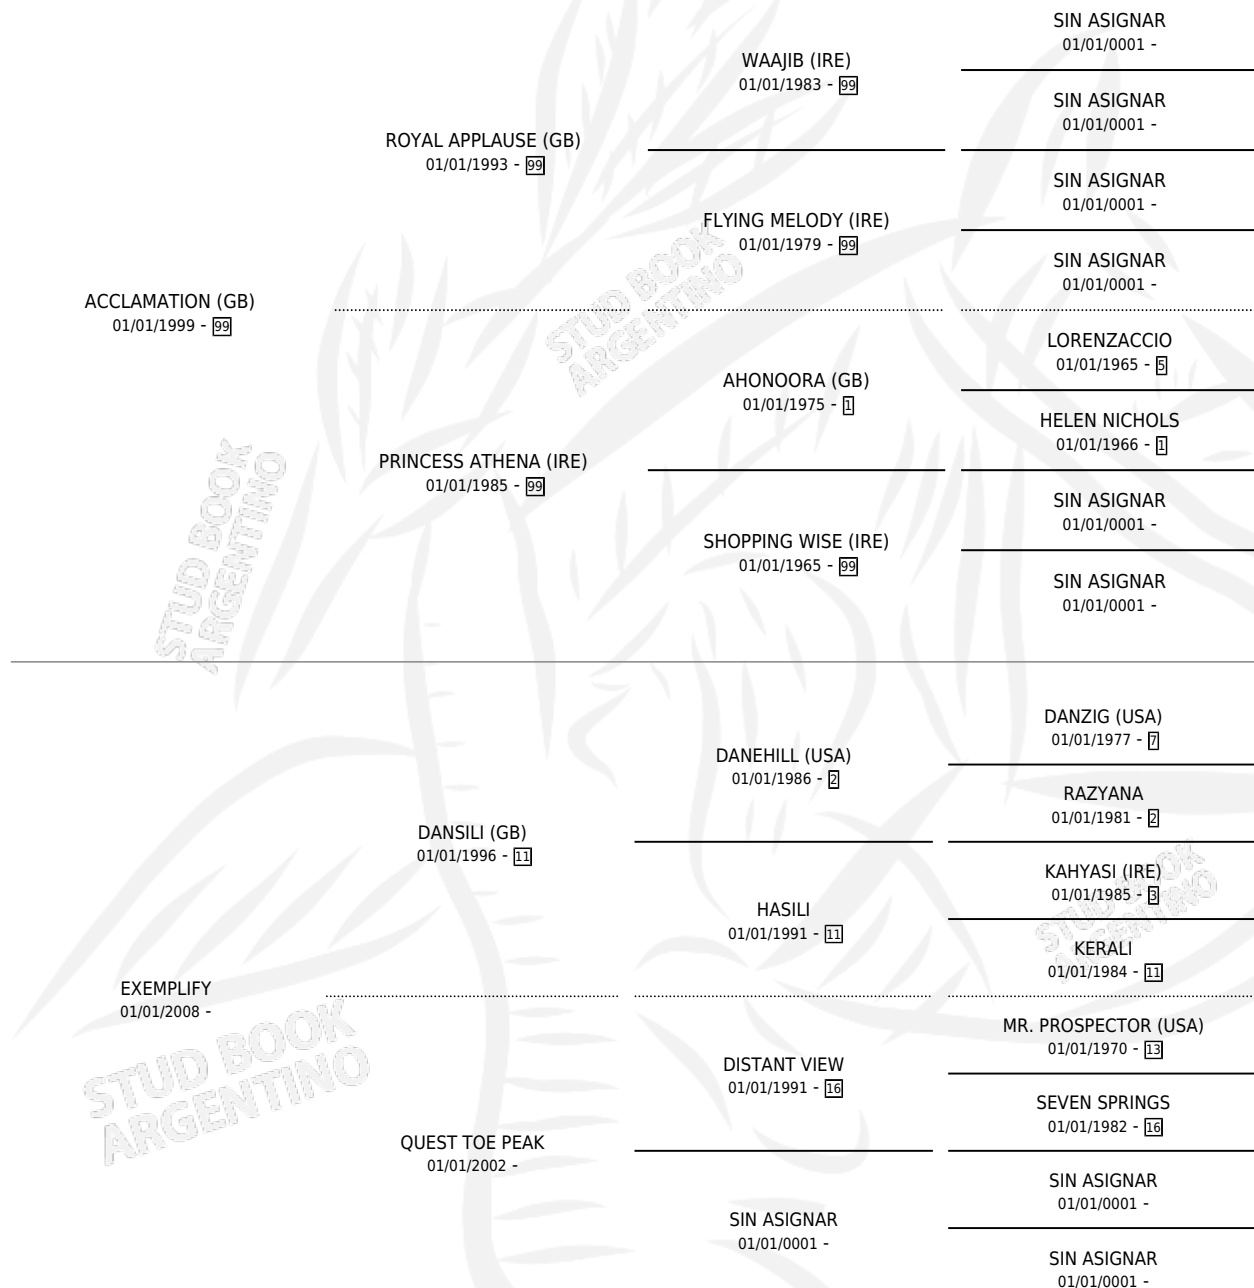 SIN ASIGNAR
01/01/0001 -
WAAJIB (IRE)
01/01/1983 - 99
SIN ASIGNAR
01/01/0001 -
ROYAL APPLAUSE (GB)
01/01/1993 - 99
SIN ASIGNAR
01/01/0001 -
FLYING MELODY (IRE)
01/01/1979 - 99
SIN ASIGNAR
01/01/0001 -
ACCLAMATION (GB)
01/01/1999 - 99
LORENZACCIO
01/01/1965 - 5
AHONOORA (GB)
01/01/1975 - 1
HELEN NICHOLS
01/01/1966 - 1
PRINCESS ATHENA (IRE)
01/01/1985 - 99
SIN ASIGNAR
01/01/0001 -
SHOPPING WISE (IRE)
01/01/1965 - 99
SIN ASIGNAR
01/01/0001 -
DANZIG (USA)
01/01/1977 - 7
DANEHILL (USA)
01/01/1986 - 2
RAZYANA
01/01/1981 - 2
DANSILI (GB)
01/01/1996 - 11
KAHYASI (IRE)
01/01/1985 - 3
HASILI
01/01/1991 - 11
KERALI
01/01/1984 - 11
EXEMPLIFY
01/01/2008 -
MR. PROSPECTOR (USA)
01/01/1970 - 13
DISTANT VIEW
01/01/1991 - 16
SEVEN SPRINGS
01/01/1982 - 16
QUEST TOE PEAK
01/01/2002 -
SIN ASIGNAR
01/01/0001 -
SIN ASIGNAR
01/01/0001 -
SIN ASIGNAR
01/01/0001 -
STUD BOOK
ARGENTINO
STUD BOOK
ARGENTINO
STUD BOOK
ARGENTINO
STUD BOOK
ARGENTINO